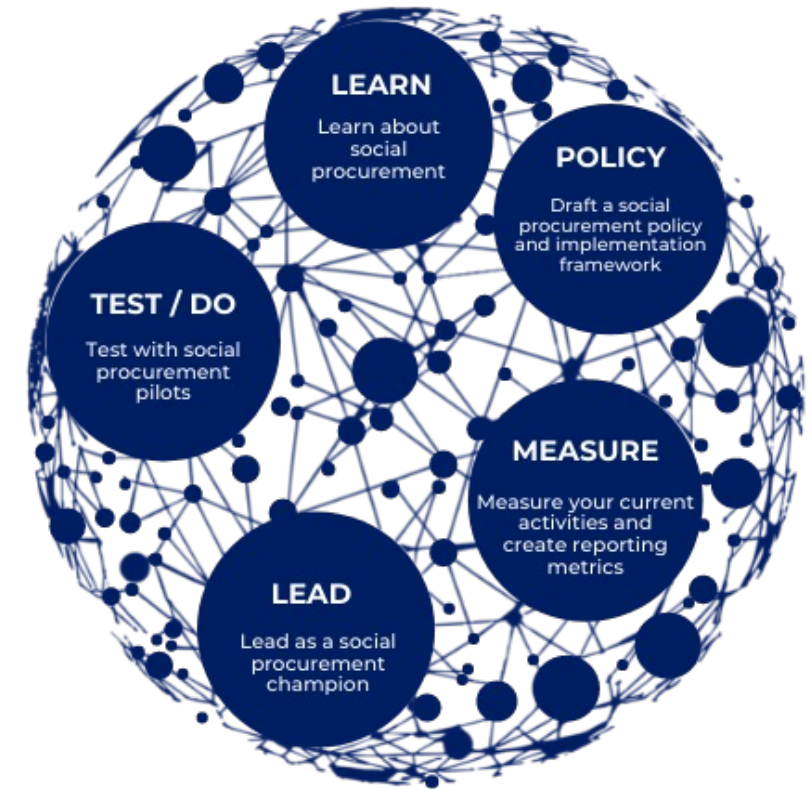 LEARN
Learn about
social
procurement
POLICY
Draft a social
procurement policy
and implementation
framework
TEST / DO
Test with social
procurement
pilots
MEASURE
Measure your current
activities and
create reporting
metrics
LEAD
Lead as a social
procurement
champion